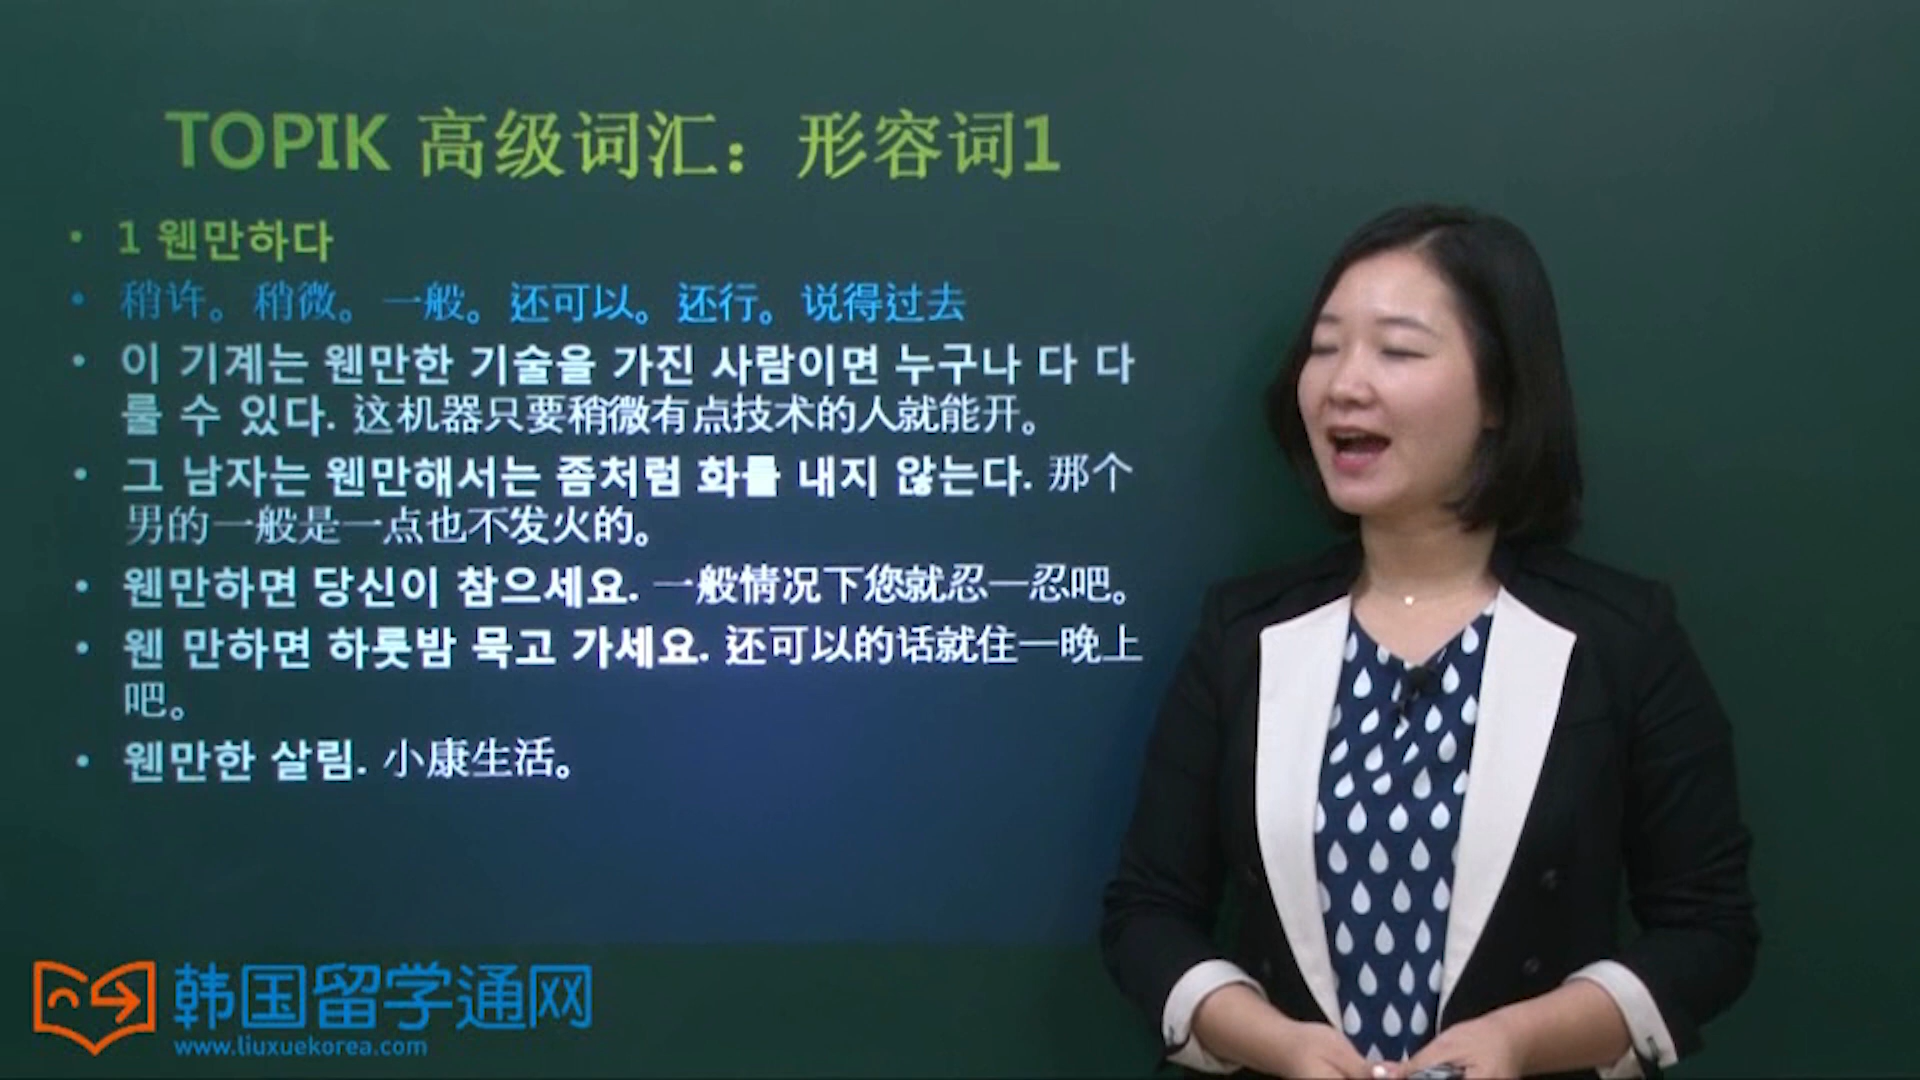 TOPIK 高级词汇：形容词1
• 1 웬만하다
• 稍许。稍微。一般。还可以。还行。说得过去
• 이 기계는 웬만한 기술을 가진 사람이면 누구나 다 다
룰 수 있다. 这机器只要稍微有点技术的人就能开。
• 그 남자는 웬만해서는 좀처럼 화를 내지 않는다. 那个
男的一般是一点也不发火的。
• 웬만하면 당신이 참으세요. 一般情况下您就忍一忍吧。
• 웬 만하면 하룻밤 묵고 가세요. 还可以的话就住一晚上
吧。
• 웬만한 살림. 小康生活。
韩国留学通网
www.liuxuekorea.com